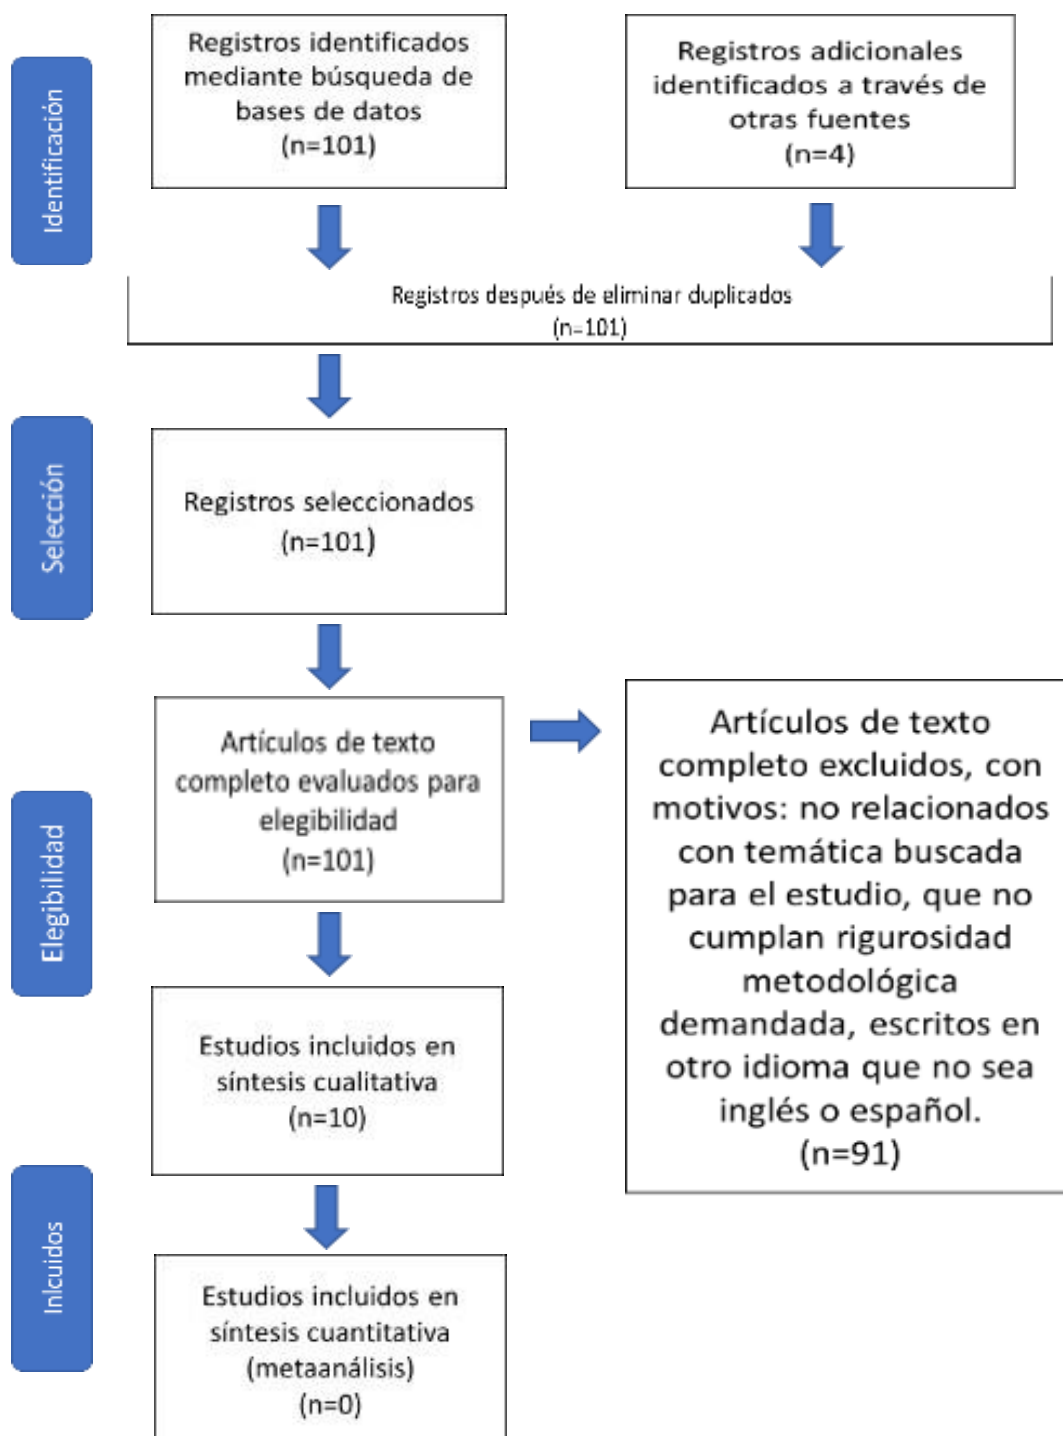 Identificación
Registros identificados
mediante búsqueda de
bases de datos
(n=101)
Registros adicionales
identificados a través de
otras fuentes
(n=4)
Registros después de eliminar duplicados
(n=101)
Selección
Registros seleccionados
(n=101)
Elegibilidad
Artículos de texto
completo evaluados para
elegibilidad
(n=101)
Artículos de texto
completo excluidos, con
motivos: no relacionados
con temática buscada
para el estudio, que no
cumplan rigurosidad
metodológica
demandada, escritos en
otro idioma que no sea
inglés o español.
(n=91)
Estudios incluidos en
síntesis cualitativa
(n=10)
Inlcuidos
Estudios incluidos en
síntesis cuantitativa
(metaanálisis)
(n=0)